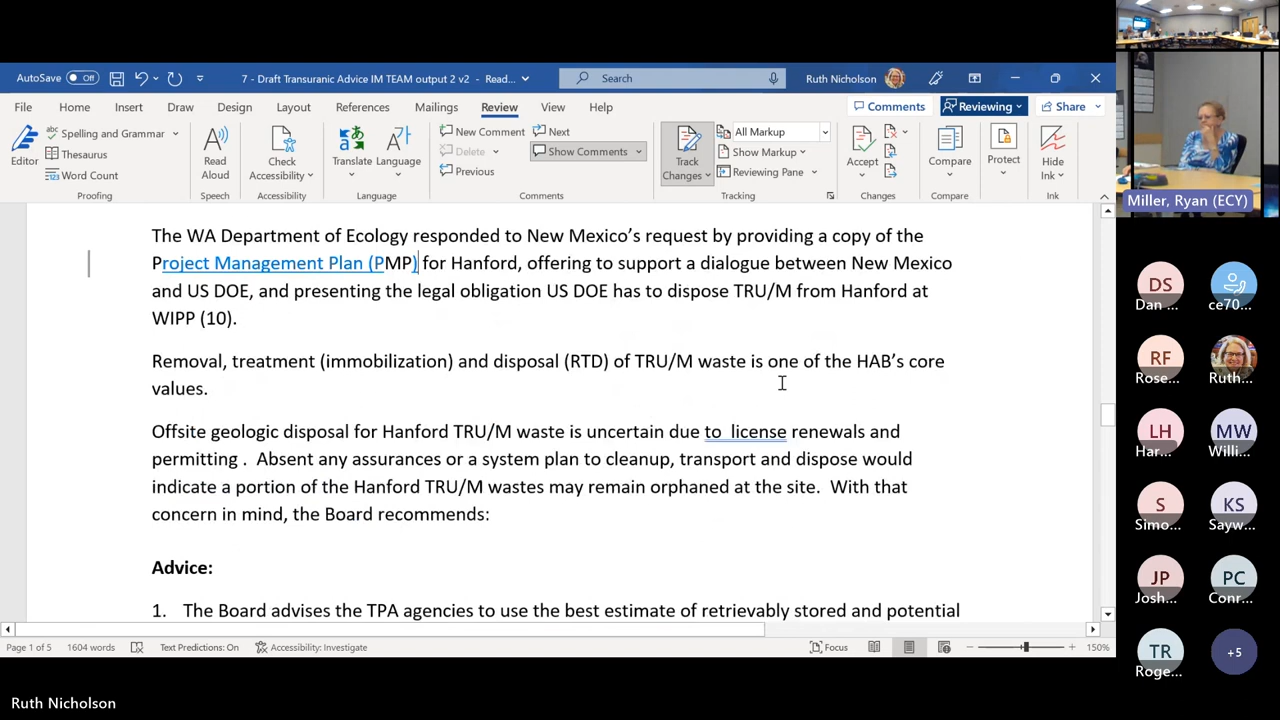 AutoSave Off 7 - Draft Transuranic Advice IM TEAM output 2 v2 - Read... Search Ruth Nicholson
File Home Insert Draw Design Layout References Mailings Review View Help Comments Reviewing Share
Editor
abc Spelling and Grammar
Thesaurus
Word Count
Proofing
Read Aloud
Speech
Check Accessibility
Accessibility
Translate Language
Language
New Comment Next
Delete Show Comments
Previous
Comments
Track Changes
All Markup
Show Markup
Reviewing Pane
Tracking
Accept
Changes
Compare
Compare
Protect
Hide Ink
Ink
The WA Department of Ecology responded to New Mexico’s request by providing a copy of the
Project Management Plan (PMP) for Hanford, offering to support a dialogue between New Mexico
and US DOE, and presenting the legal obligation US DOE has to dispose TRU/M from Hanford at
WIPP (10).
Removal, treatment (immobilization) and disposal (RTD) of TRU/M waste is one of the HAB’s core
values.
Offsite geologic disposal for Hanford TRU/M waste is uncertain due to  license renewals and
permitting .  Absent any assurances or a system plan to cleanup, transport and dispose would
indicate a portion of the Hanford TRU/M wastes may remain orphaned at the site.  With that
concern in mind, the Board recommends:
Advice:
1. The Board advises the TPA agencies to use the best estimate of retrievably stored and potential
Page 1 of 5 1604 words Text Predictions: On Accessibility: Investigate Focus 150%
Ruth Nicholson
Miller, Ryan (ECY)
DS
Dan ... ce70...
RF
Rose... Ruth...
LH MW
Har... Willi...
S KS
Simo... Sayw...
JP PC
Josh... Conr...
TR +5
Roge...